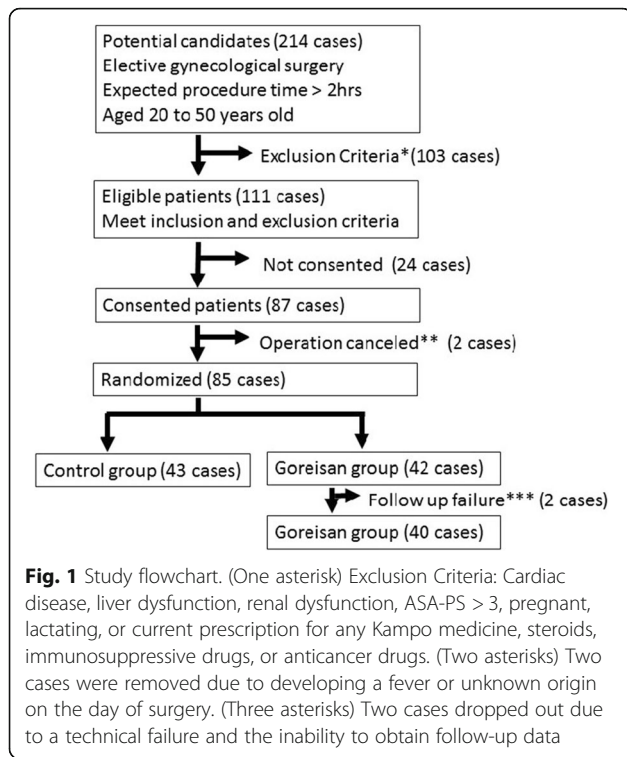 Potential candidates (214 cases)
Elective gynecological surgery
Expected procedure time > 2hrs
Aged 20 to 50 years old
Exclusion Criteria* (103 cases)
Eligible patients (111 cases)
Meet inclusion and exclusion criteria
Not consented (24 cases)
Consented patients (87 cases)
Operation canceled** (2 cases)
Randomized (85 cases)
Control group (43 cases)
Goreisan group (42 cases)
Follow up failure*** (2 cases)
Goreisan group (40 cases)
Fig. 1 Study flowchart. (One asterisk) Exclusion Criteria: Cardiac
disease, liver dysfunction, renal dysfunction, ASA-PS > 3, pregnant,
lactating, or current prescription for any Kampo medicine, steroids,
immunosuppressive drugs, or anticancer drugs. (Two asterisks) Two
cases were removed due to developing a fever or unknown origin
on the day of surgery. (Three asterisks) Two cases dropped out due
to a technical failure and the inability to obtain follow-up data